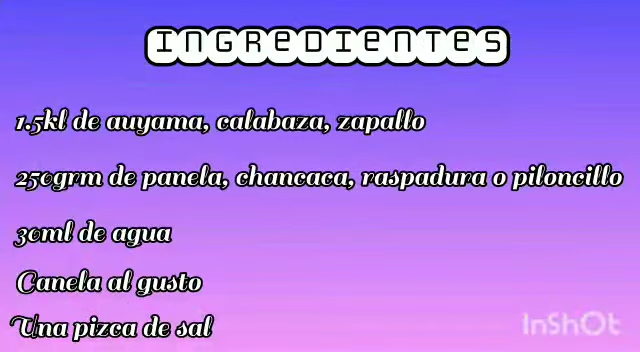 INGREDIENTES
1.5kl de auyama, calabaza, zapallo
250grm de panela, chancaca, raspadura o piloncillo
30ml de agua
Canela al gusto
Una pizca de sal
InShOt